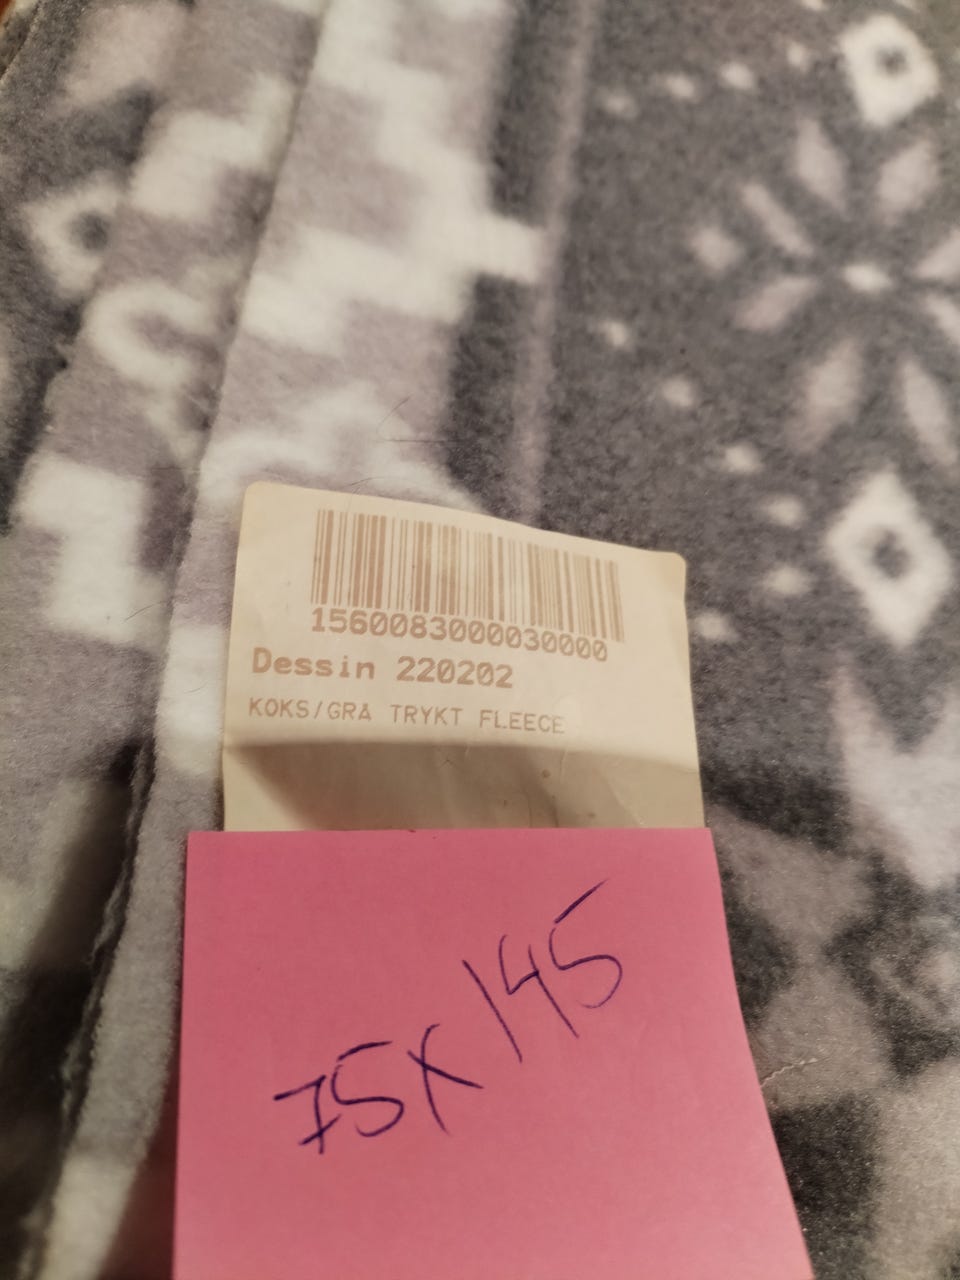 1560083000030000
Dessin 220202
KOKS/GRÅ TRYKT FLEECE
75X145